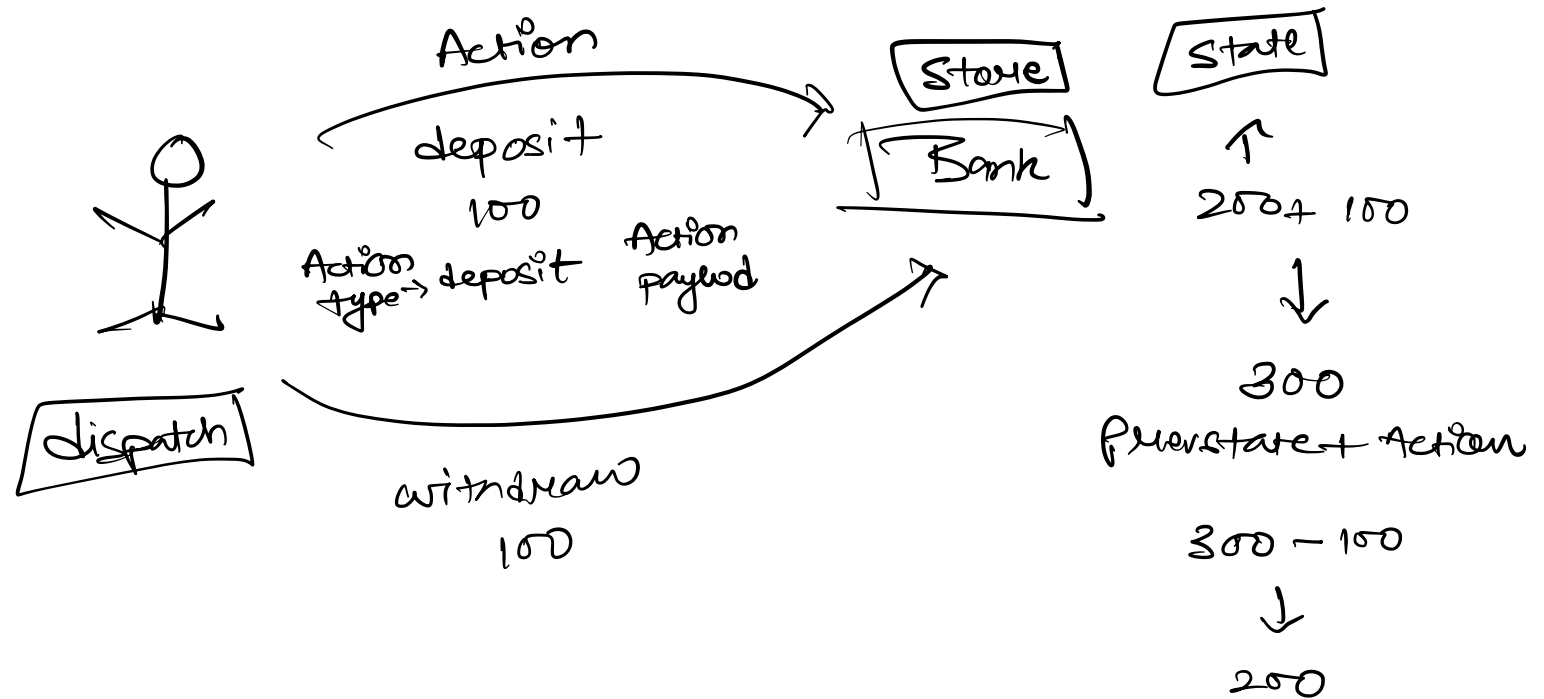 Action
deposit
100
Action type → deposit
Action payload
dispatch
withdraw
100
Store
Bank
State
200 + 100
300
Prevstate + Action
300 - 100
200